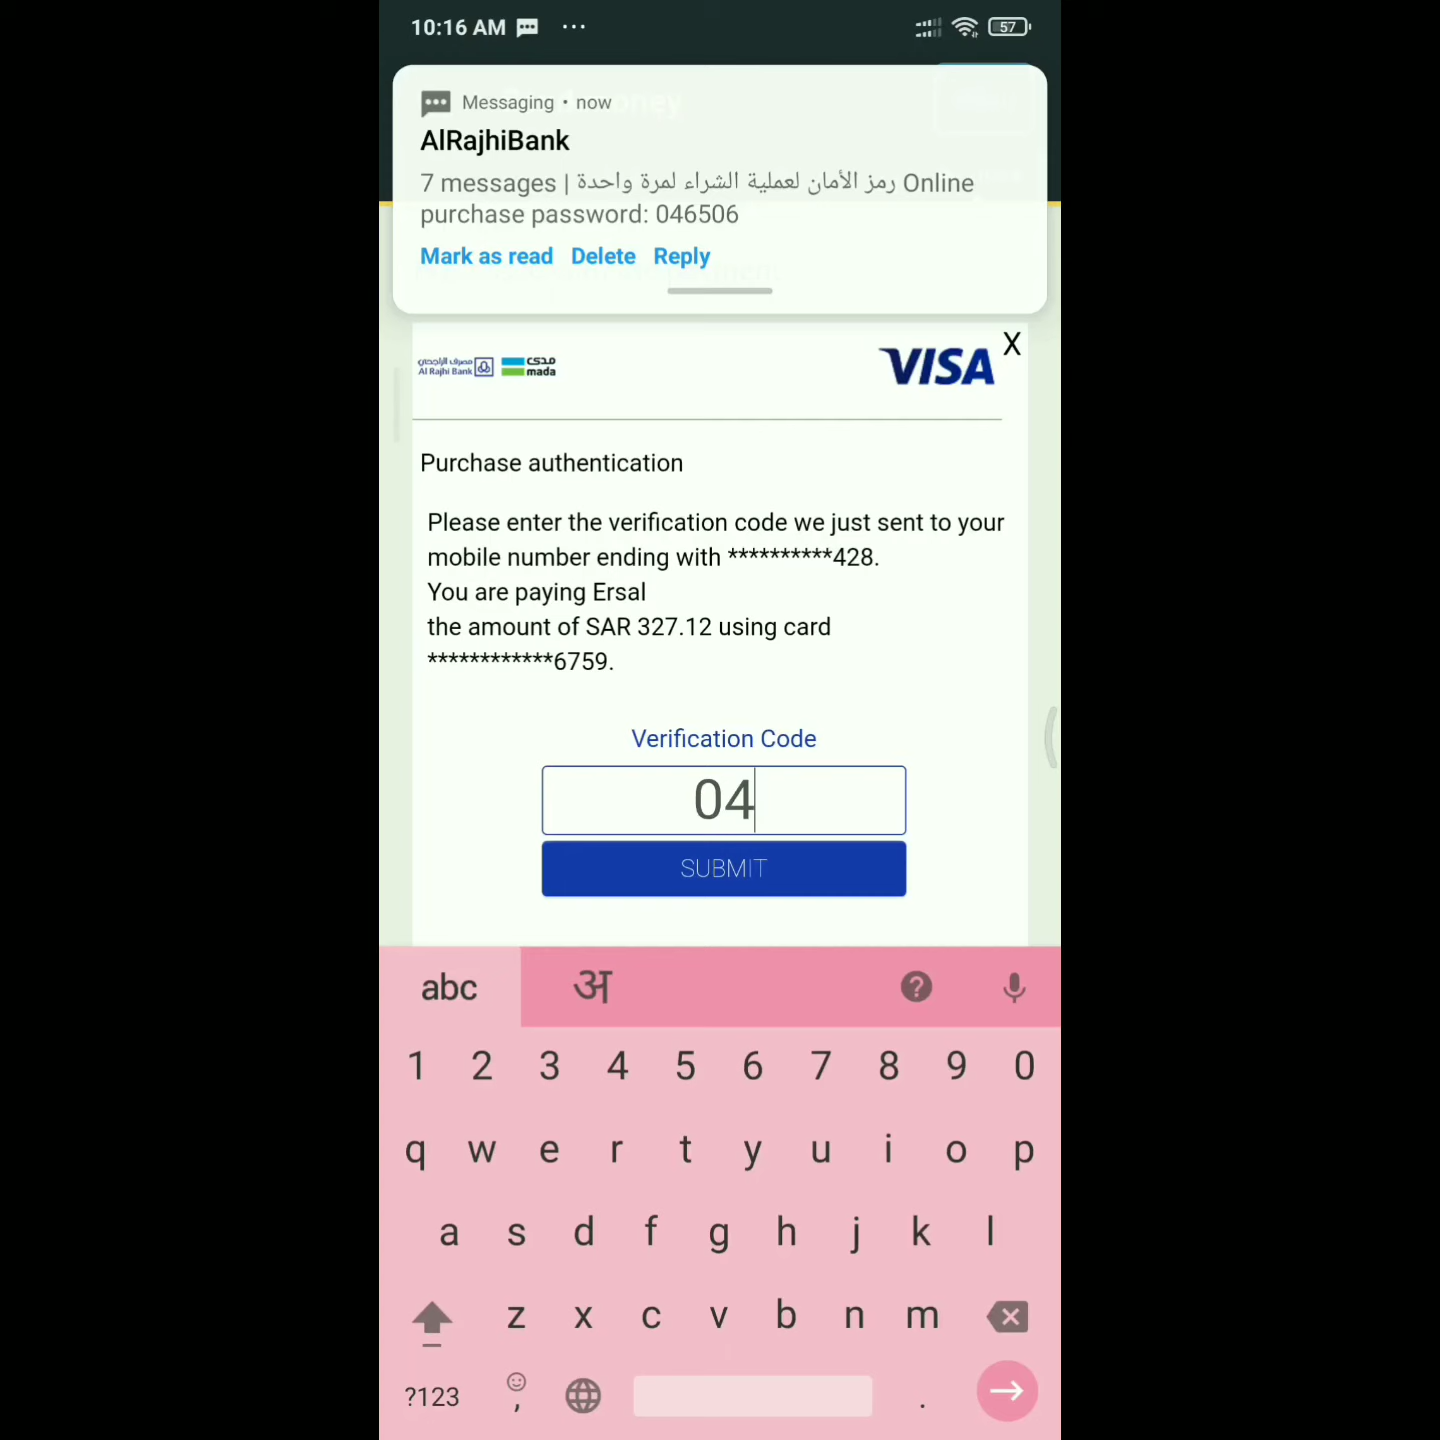 10:16 AM ...
57
Messaging • now
AlRajhiBank
7 messages | رمز الأمان لعملية الشراء لمرة واحدة Online
purchase password: 046506
Mark as read Delete Reply
مصرف الراجحي
Al Rajhi Bank
مدى
mada
VISA
X
Purchase authentication
Please enter the verification code we just sent to your
mobile number ending with **********428.
You are paying Ersal
the amount of SAR 327.12 using card
************6759.
Verification Code
04
SUBMIT
abc अ
1 2 3 4 5 6 7 8 9 0
q w e r t y u i o p
a s d f g h j k l
z x c v b n m
?123 , .